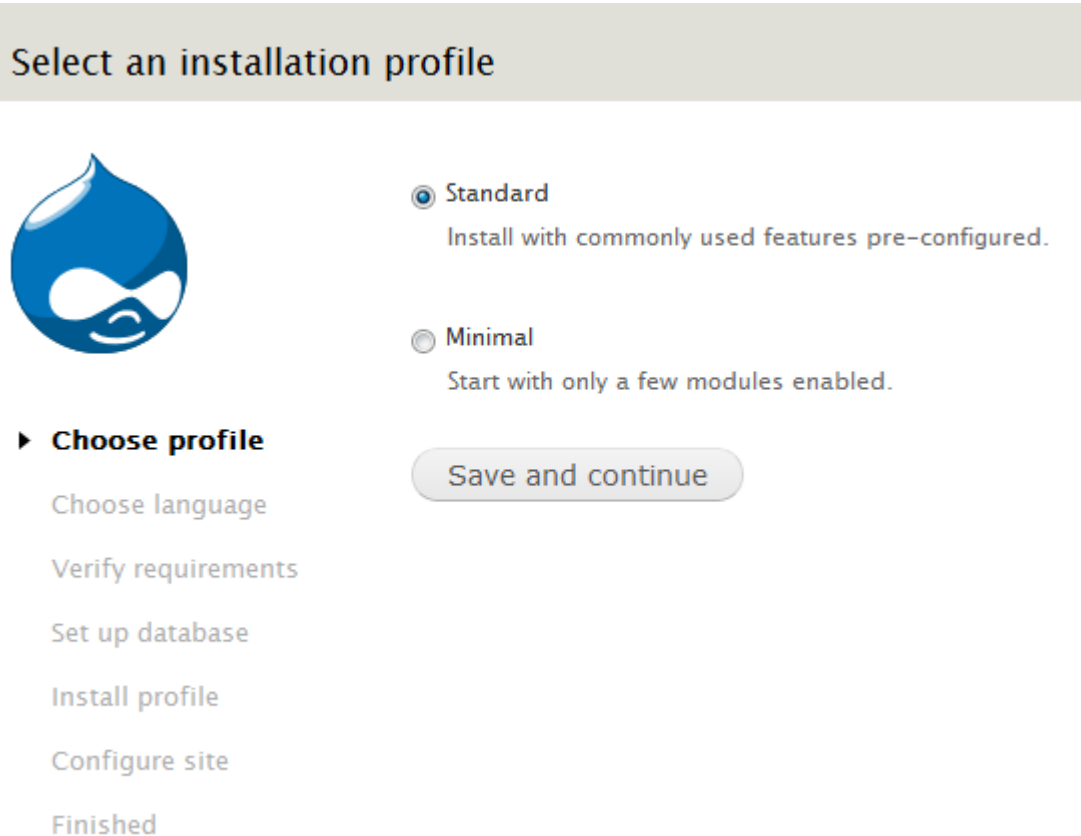 Select an installation profile
Standard
Install with commonly used features pre-configured.
Minimal
Start with only a few modules enabled.
Save and continue
Choose profile
Choose language
Verify requirements
Set up database
Install profile
Configure site
Finished